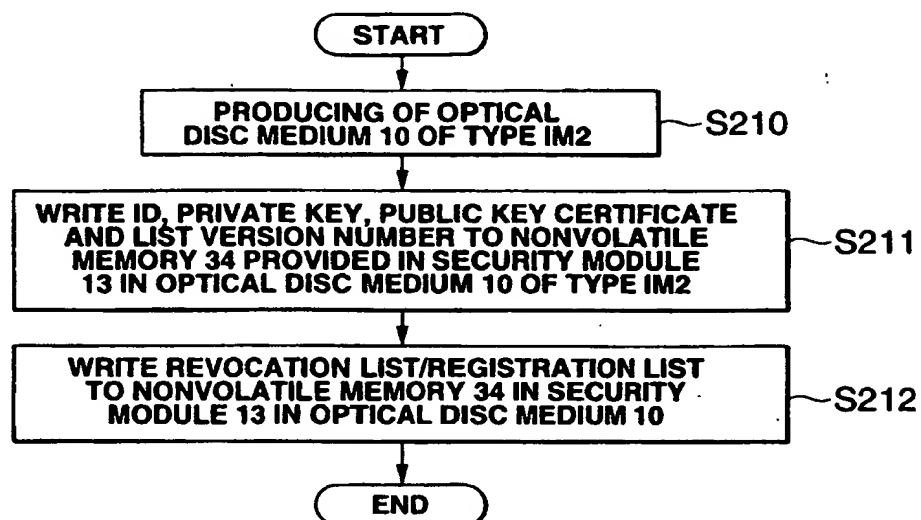 START
PRODUCING OF OPTICAL
DISC MEDIUM 10 OF TYPE IM2
S210
WRITE ID, PRIVATE KEY, PUBLIC KEY CERTIFICATE
AND LIST VERSION NUMBER TO NONVOLATILE
MEMORY 34 PROVIDED IN SECURITY MODULE
13 IN OPTICAL DISC MEDIUM 10 OF TYPE IM2
S211
WRITE REVOCATION LIST/REGISTRATION LIST
TO NONVOLATILE MEMORY 34 IN SECURITY
MODULE 13 IN OPTICAL DISC MEDIUM 10
S212
END